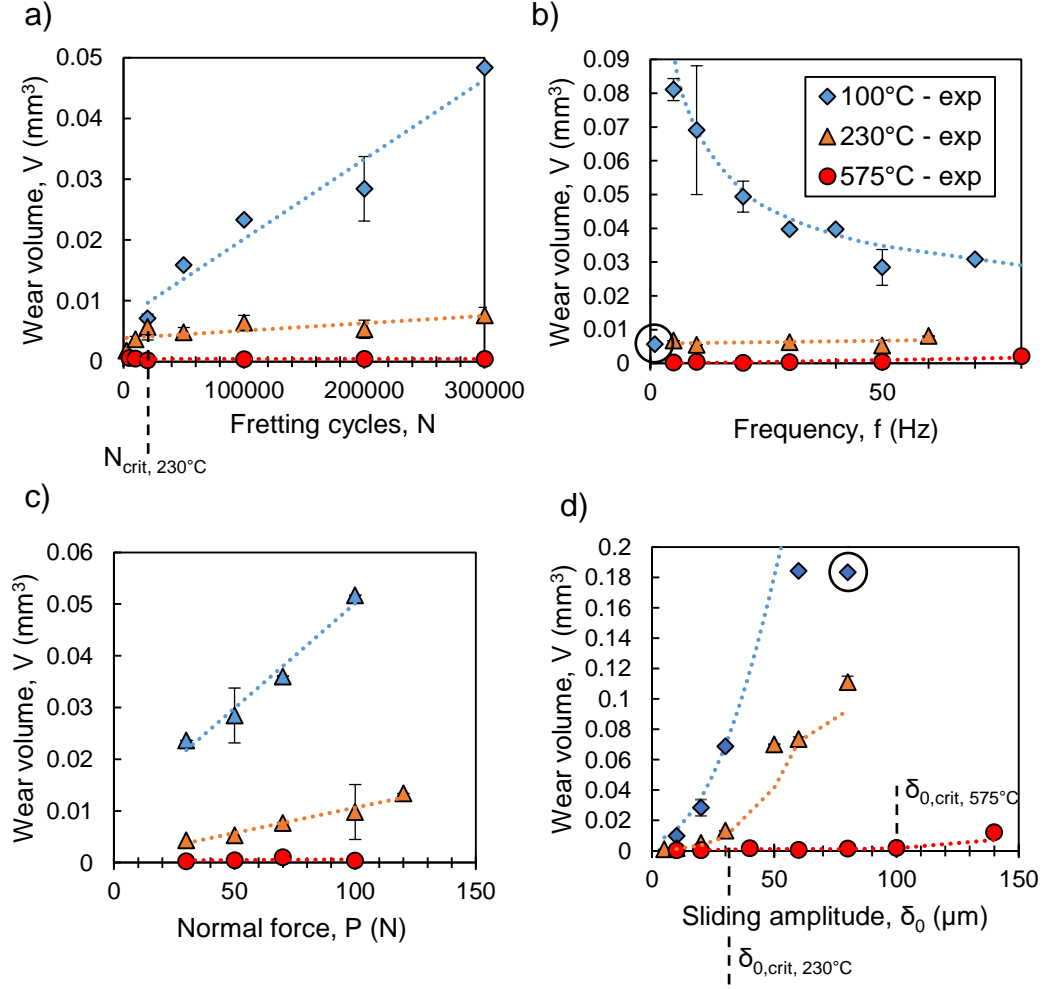 a)
Wear volume, V (mm³)
0.05
0.04
0.03
0.02
0.01
0
0 100000 200000 300000
Fretting cycles, N
N_crit, 230°C
b)
Wear volume, V (mm³)
0.09
0.08
0.07
0.06
0.05
0.04
0.03
0.02
0.01
0
0 50
Frequency, f (Hz)
100°C - exp
230°C - exp
575°C - exp
c)
Wear volume, V (mm³)
0.06
0.05
0.04
0.03
0.02
0.01
0
0 50 100 150
Normal force, P (N)
d)
Wear volume, V (mm³)
0.2
0.18
0.16
0.14
0.12
0.1
0.08
0.06
0.04
0.02
0
0 50 100 150
Sliding amplitude, δ₀ (µm)
δ₀,crit, 575°C
δ₀,crit, 230°C